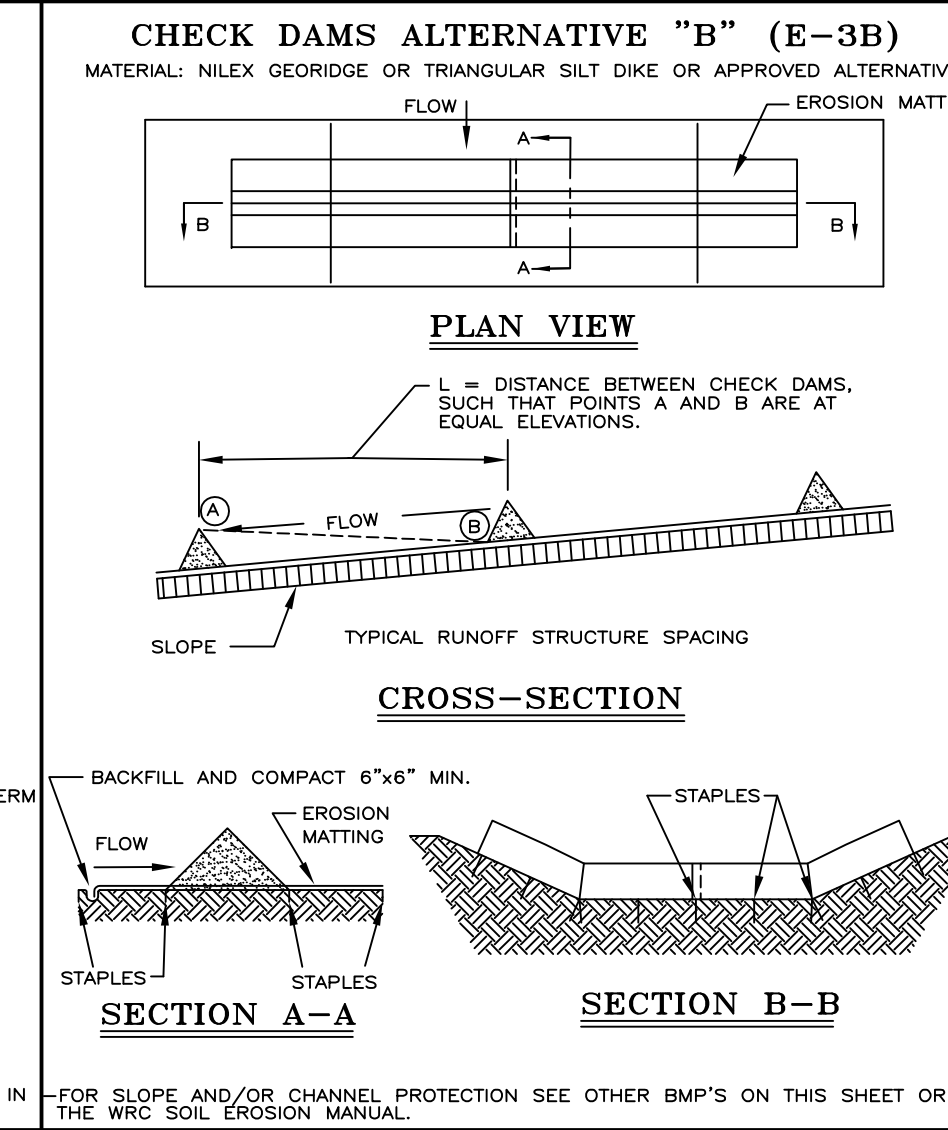 CHECK DAMS ALTERNATIVE "B" (E-3B)
MATERIAL: NILEX GEORIDGE OR TRIANGULAR SILT DIKE OR APPROVED ALTERNATIV
FLOW
EROSION MATT
A
B
B
A
PLAN VIEW
L = DISTANCE BETWEEN CHECK DAMS,
SUCH THAT POINTS A AND B ARE AT
EQUAL ELEVATIONS.
A
FLOW
B
SLOPE
TYPICAL RUNOFF STRUCTURE SPACING
CROSS-SECTION
BACKFILL AND COMPACT 6"x6" MIN.
ERM
EROSION
MATTING
FLOW
STAPLES
STAPLES
STAPLES
SECTION A-A
SECTION B-B
IN
-FOR SLOPE AND/OR CHANNEL PROTECTION SEE OTHER BMP'S ON THIS SHEET OR
THE WRC SOIL EROSION MANUAL.